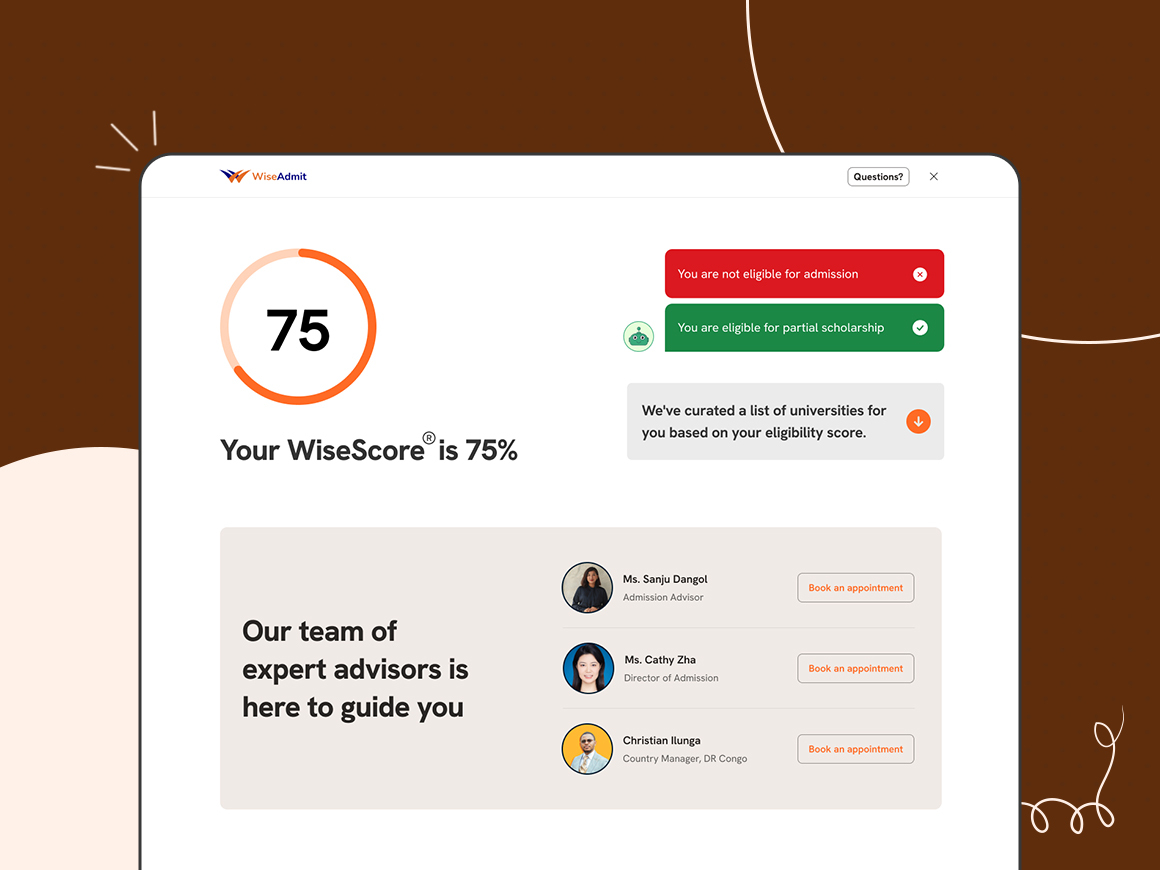 WiseAdmit
Questions?
75
Your WiseScore® is 75%
You are not eligible for admission
You are eligible for partial scholarship
We've curated a list of universities for
you based on your eligibility score.
Our team of
expert advisors is
here to guide you
Ms. Sanju Dangol
Admission Advisor
Book an appointment
Ms. Cathy Zha
Director of Admission
Book an appointment
Christian Ilunga
Country Manager, DR Congo
Book an appointment